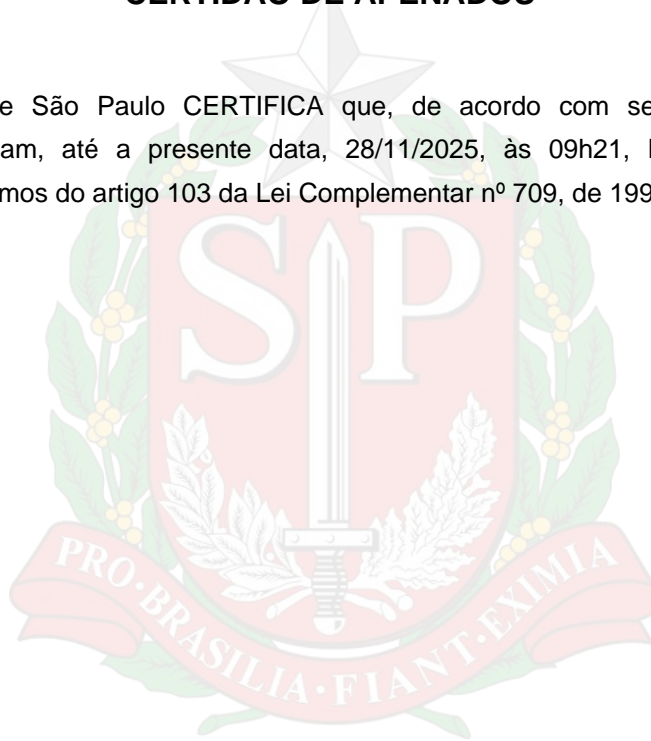 CERTIDÃO DE APENADOS
e São Paulo CERTIFICA que, de acordo com se
am, até a presente data, 28/11/2025, às 09h21,
mos do artigo 103 da Lei Complementar nº 709, de 199
SP
PRO·BRASILIA·FIANT·EXIMIA